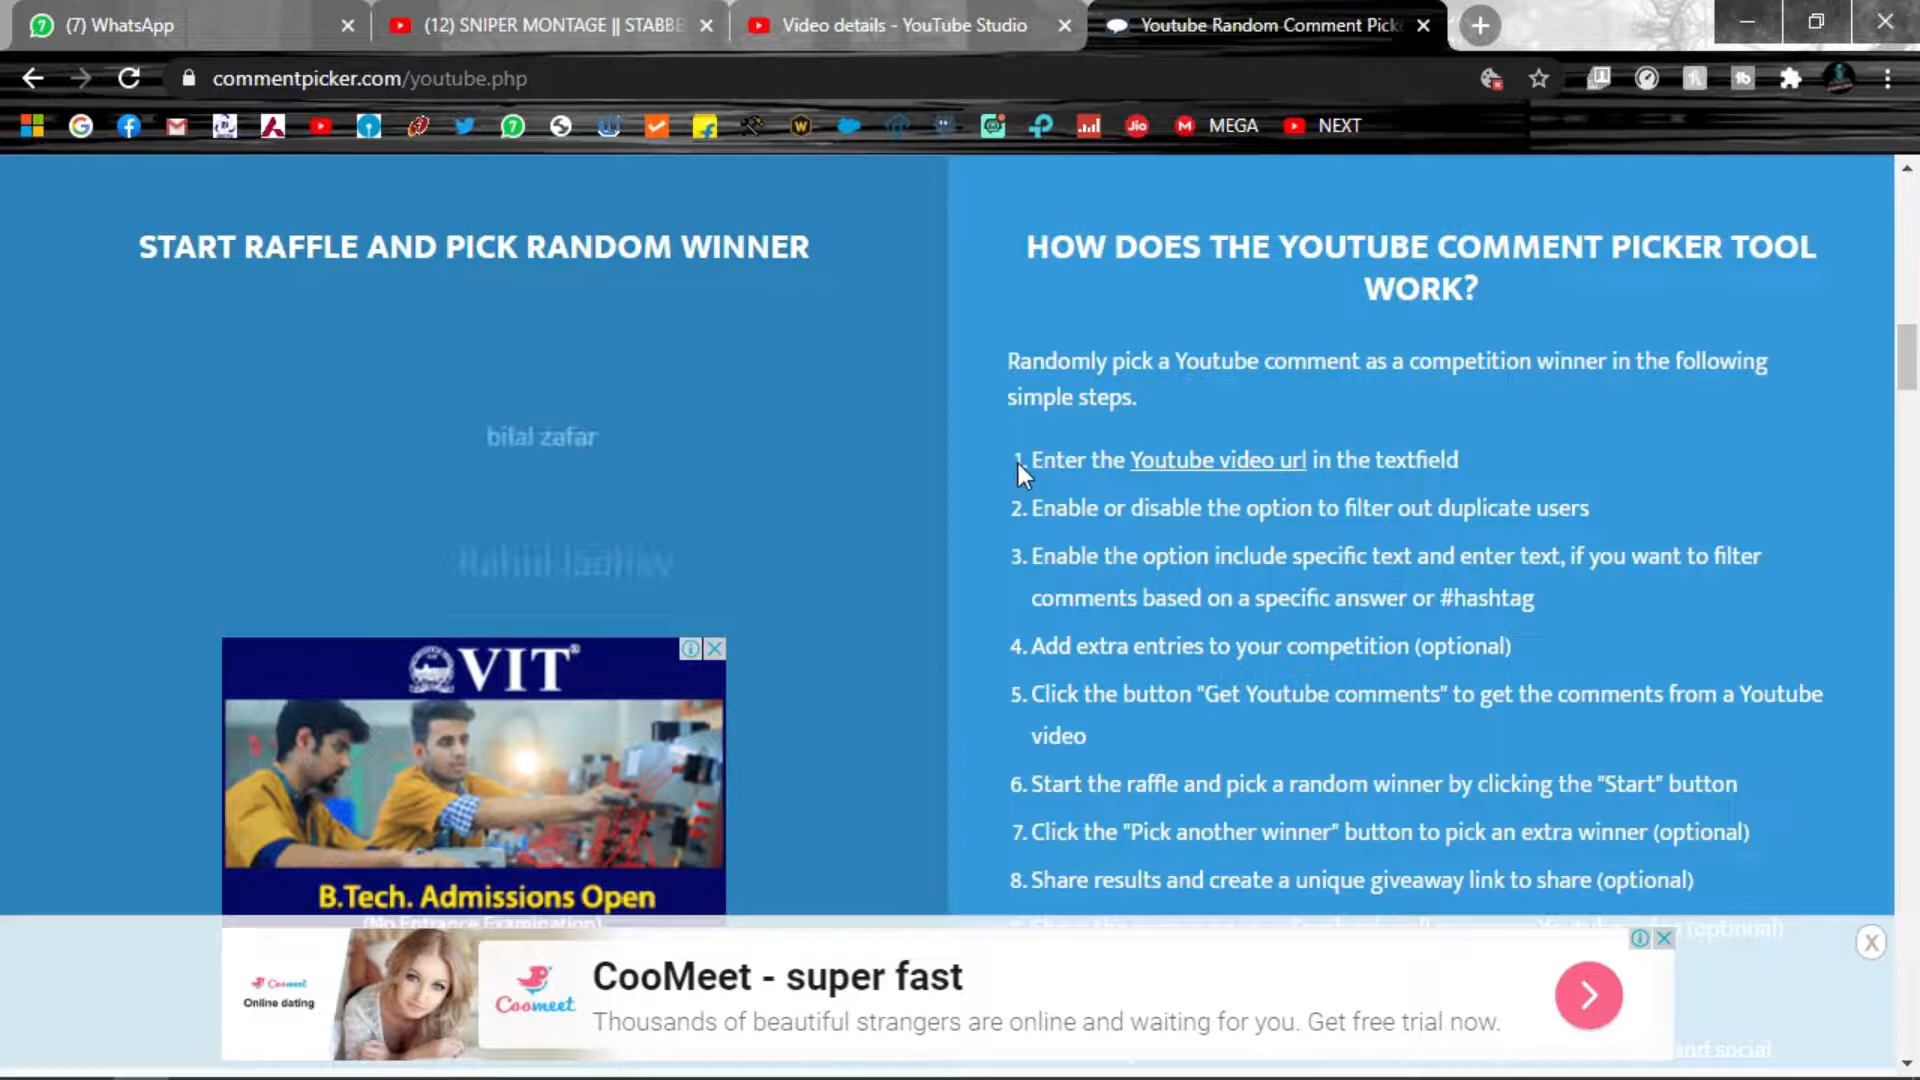 (7) WhatsApp
(12) SNIPER MONTAGE || STABBE
Video details - YouTube Studio
Youtube Random Comment Pick
commentpicker.com/youtube.php
MEGA
NEXT
START RAFFLE AND PICK RANDOM WINNER
bilal zafar
HOW DOES THE YOUTUBE COMMENT PICKER TOOL
WORK?
Randomly pick a Youtube comment as a competition winner in the following
simple steps.
1. Enter the Youtube video url in the textfield
2. Enable or disable the option to filter out duplicate users
3. Enable the option include specific text and enter text, if you want to filter
comments based on a specific answer or #hashtag
4. Add extra entries to your competition (optional)
5. Click the button "Get Youtube comments" to get the comments from a Youtube
video
6. Start the raffle and pick a random winner by clicking the "Start" button
7. Click the "Pick another winner" button to pick an extra winner (optional)
8. Share results and create a unique giveaway link to share (optional)
(optional)
and social
VIT
B.Tech. Admissions Open
(No Entrance Examination)
Coomeet
Online dating
Coomeet
CooMeet - super fast
Thousands of beautiful strangers are online and waiting for you. Get free trial now.
X